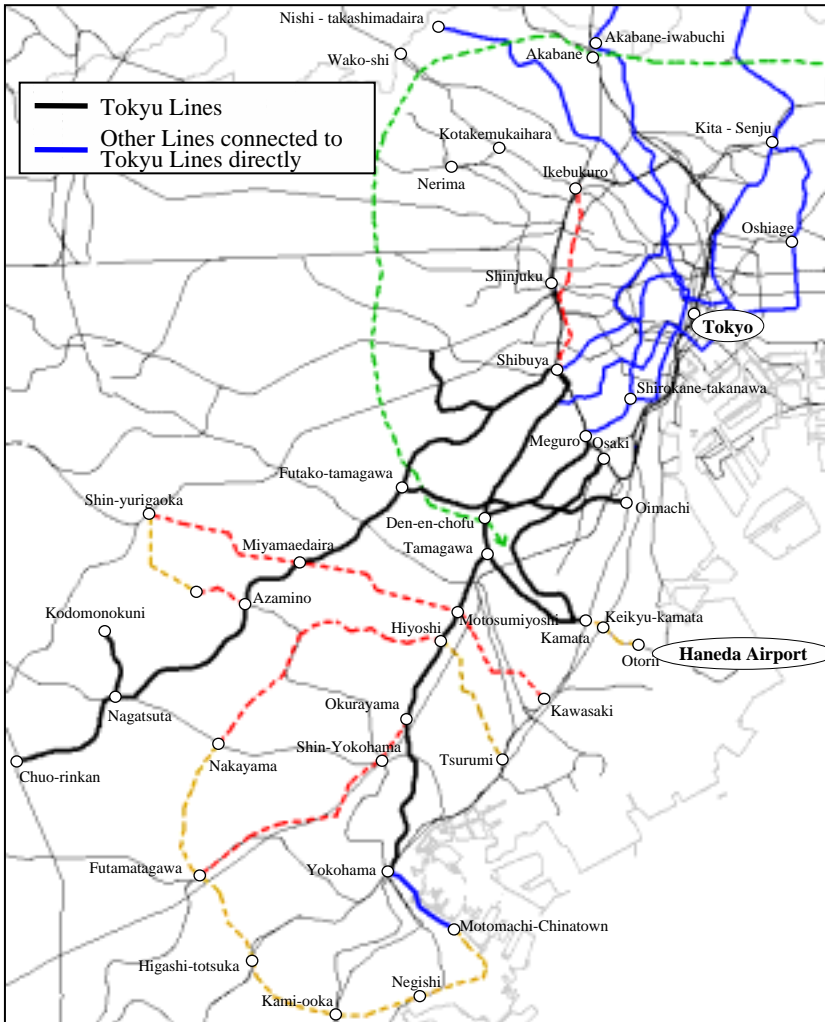 Nishi - takashimadaira
Akabane-iwabuchi
Wako-shi
Akabane
Tokyu Lines
Other Lines connected to
Tokyu Lines directly
Kotakemukaihara
Kita - Senju
Nerima
Ikebukuro
Oshiage
Shinjuku
Tokyo
Shibuya
Shirokane-takanawa
Meguro
Osaki
Futako-tamagawa
Shin-yurigaoka
Oimachi
Den-en-chofu
Miyamaedaira
Tamagawa
Azamino
Kodomonokuni
Motosumiyoshi
Hiyoshi
Kamata
Keikyu-kamata
Otorii
Haneda Airport
Nagatsuta
Okurayama
Kawasaki
Shin-Yokohama
Nakayama
Tsurumi
Chuo-rinkan
Futamatagawa
Yokohama
Motomachi-Chinatown
Higashi-totsuka
Negishi
Kami-ooka